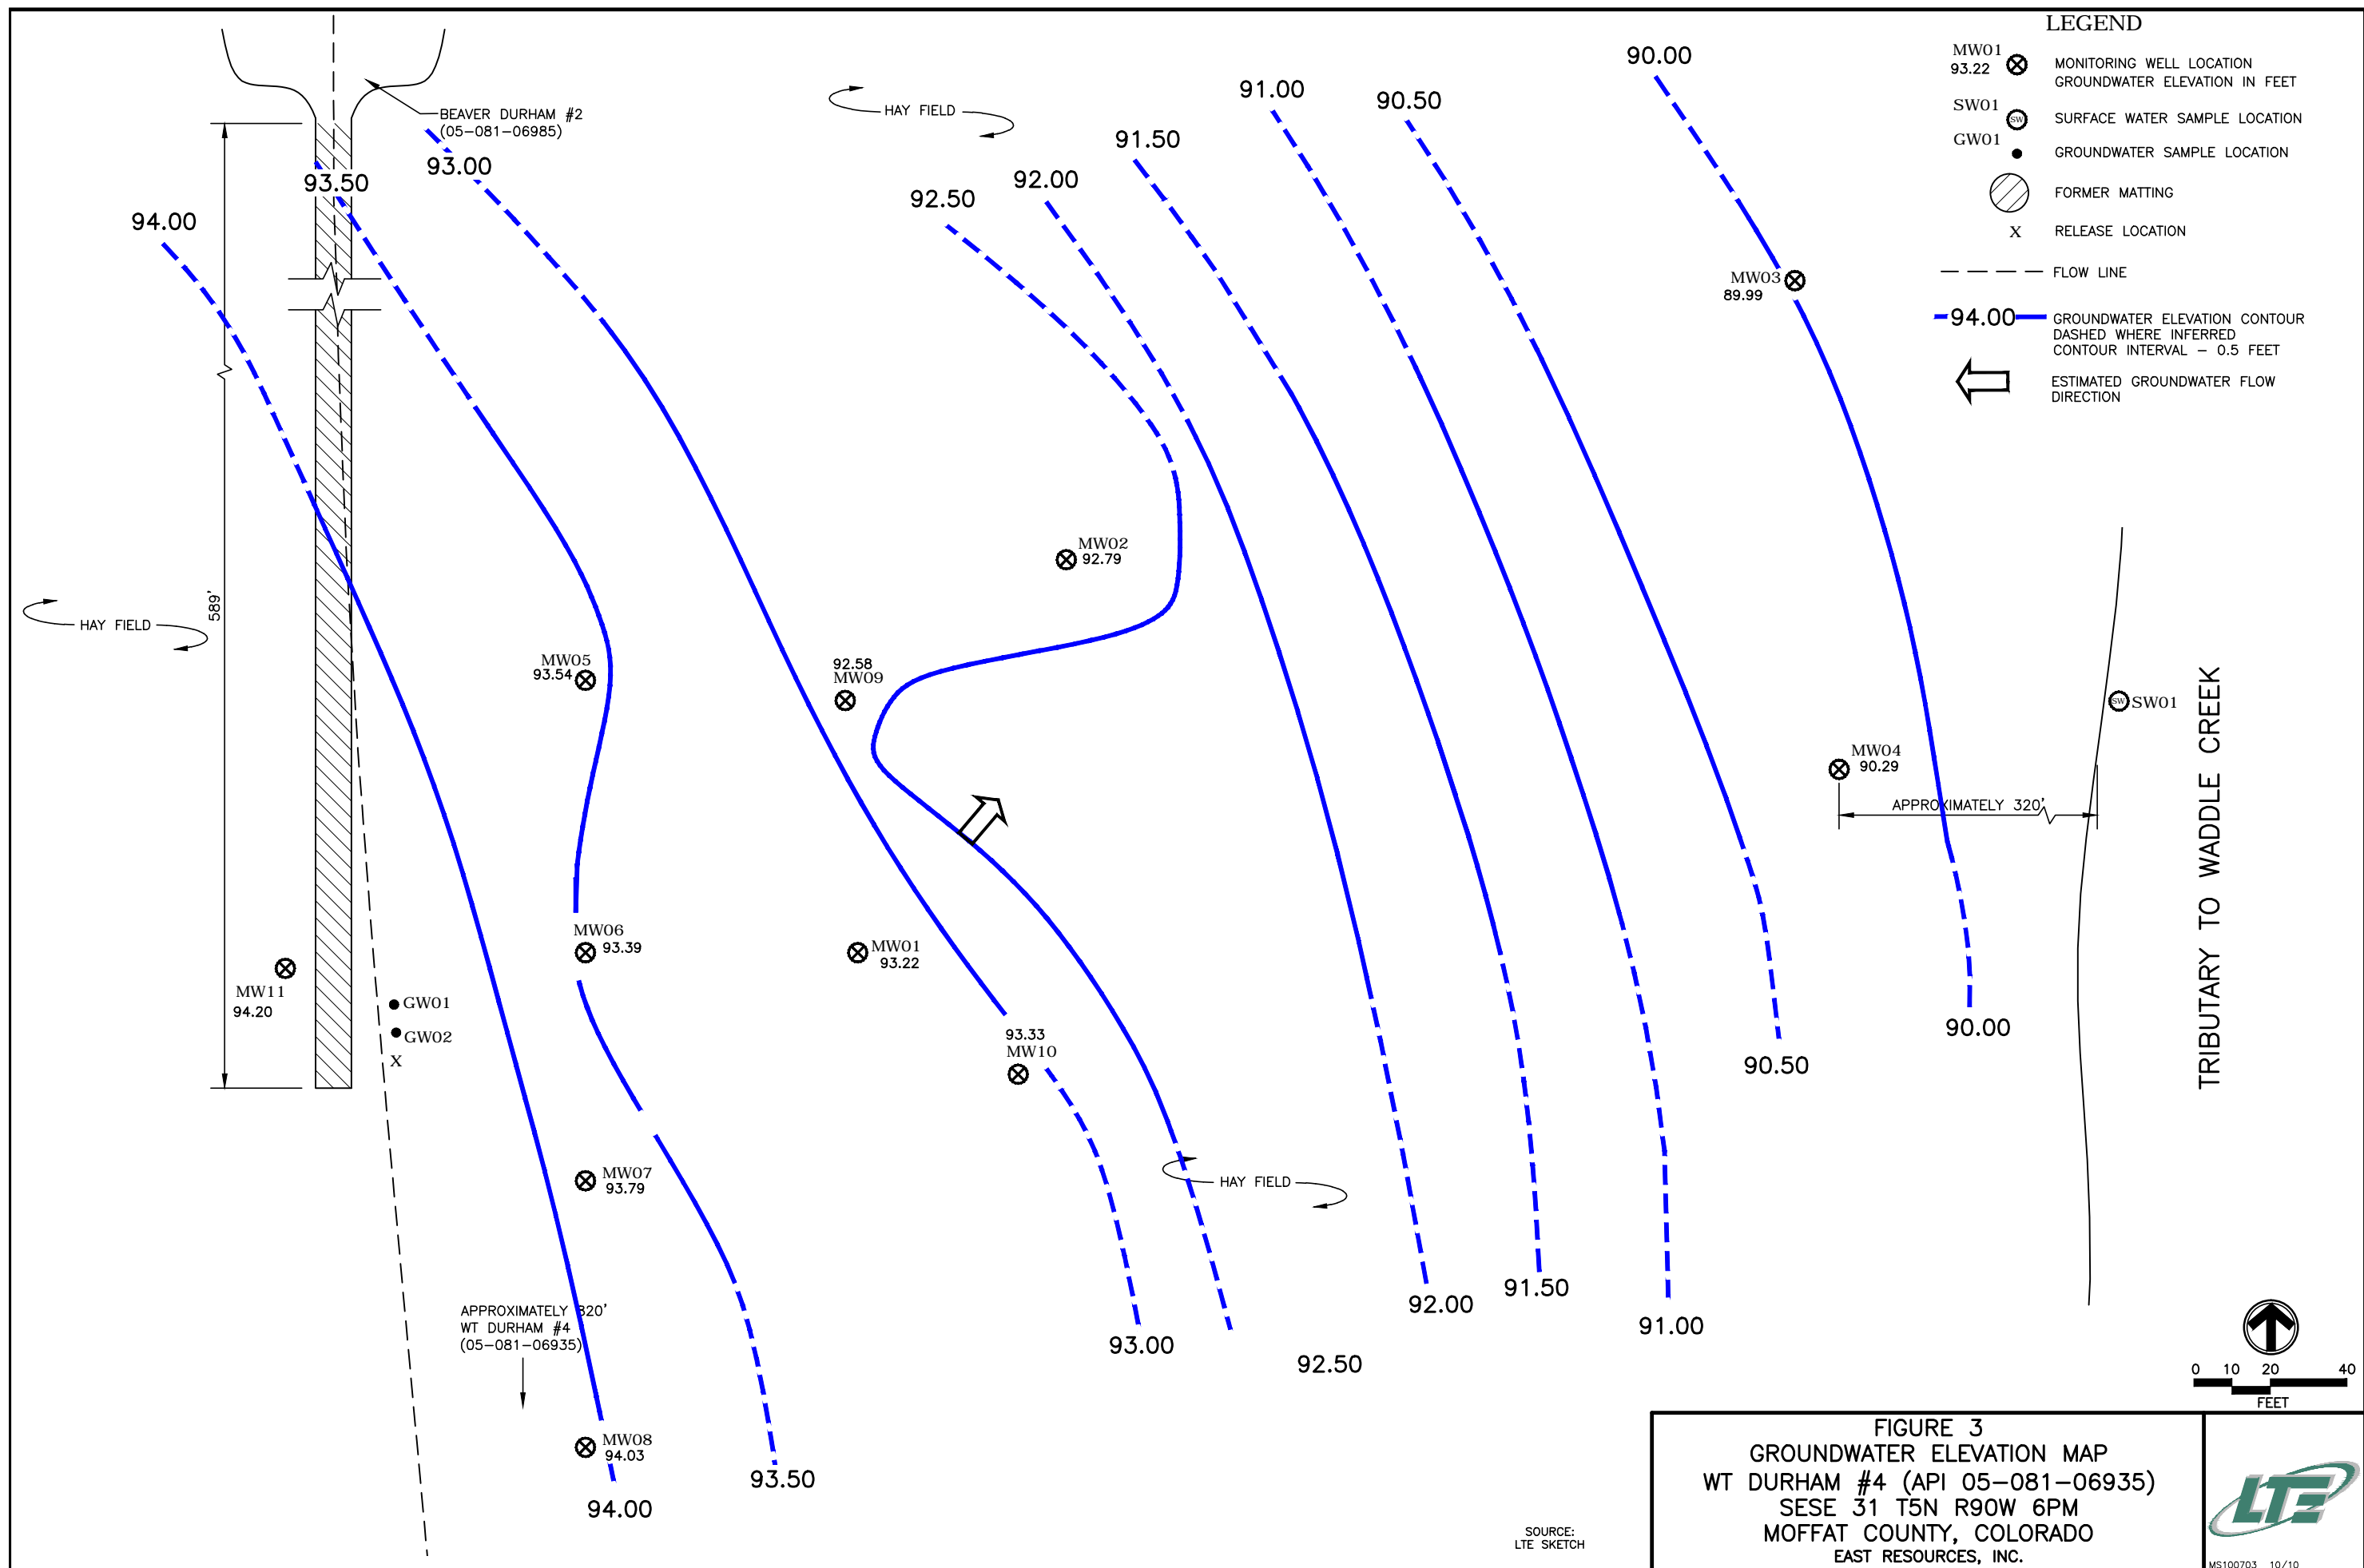 LEGEND
MW01
93.22
MONITORING WELL LOCATION
GROUNDWATER ELEVATION IN FEET
SW01
SW
SURFACE WATER SAMPLE LOCATION
GW01
GROUNDWATER SAMPLE LOCATION
FORMER MATTING
X
RELEASE LOCATION
FLOW LINE
94.00
GROUNDWATER ELEVATION CONTOUR
DASHED WHERE INFERRED
CONTOUR INTERVAL – 0.5 FEET
ESTIMATED GROUNDWATER FLOW
DIRECTION
BEAVER DURHAM #2
(05-081-06985)
HAY FIELD
90.00
91.00
90.50
91.50
93.00
93.50
92.00
92.50
94.00
MW03
89.99
MW02
92.79
589'
HAY FIELD
MW05
93.54
92.58
MW09
SW
SW01
MW04
90.29
APPROXIMATELY 320'
TRIBUTARY TO WADDLE CREEK
MW06
93.39
MW01
93.22
MW11
94.20
GW01
GW02
X
93.33
MW10
90.00
90.50
MW07
93.79
HAY FIELD
APPROXIMATELY 320'
WT DURHAM #4
(05-081-06935)
91.50
92.00
91.00
93.00
92.50
MW08
94.03
93.50
94.00
0 10 20 40
FEET
SOURCE:
LTE SKETCH
FIGURE 3
GROUNDWATER ELEVATION MAP
WT DURHAM #4 (API 05-081-06935)
SESE 31 T5N R90W 6PM
MOFFAT COUNTY, COLORADO
EAST RESOURCES, INC.
LTE
MS100703 10/10